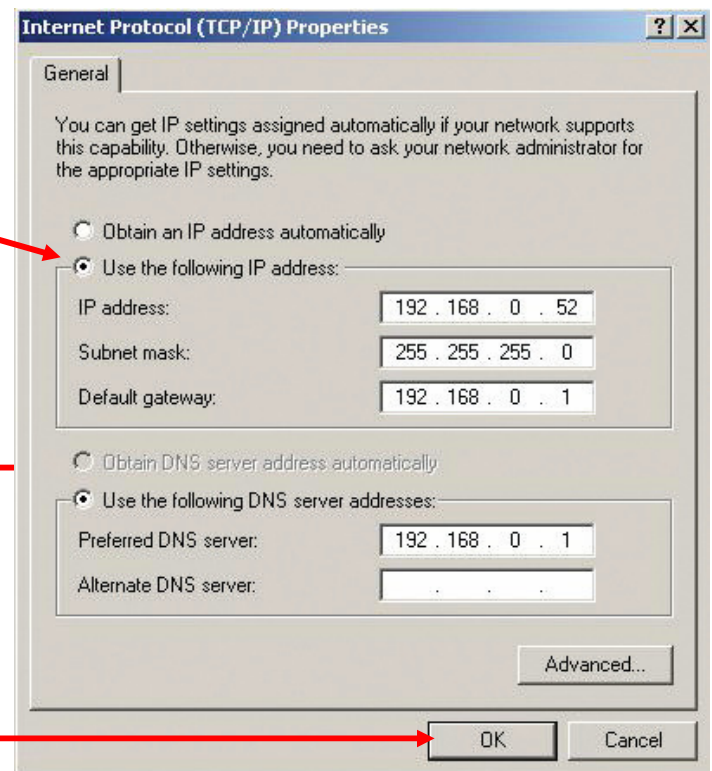 Internet Protocol (TCP/IP) Properties
General
You can get IP settings assigned automatically if your network supports
this capability. Otherwise, you need to ask your network administrator for
the appropriate IP settings.
Obtain an IP address automatically
Use the following IP address:
IP address: 192 . 168 . 0 . 52
Subnet mask: 255 . 255 . 255 . 0
Default gateway: 192 . 168 . 0 . 1
Obtain DNS server address automatically
Use the following DNS server addresses:
Preferred DNS server: 192 . 168 . 0 . 1
Alternate DNS server: . . .
Advanced...
OK Cancel